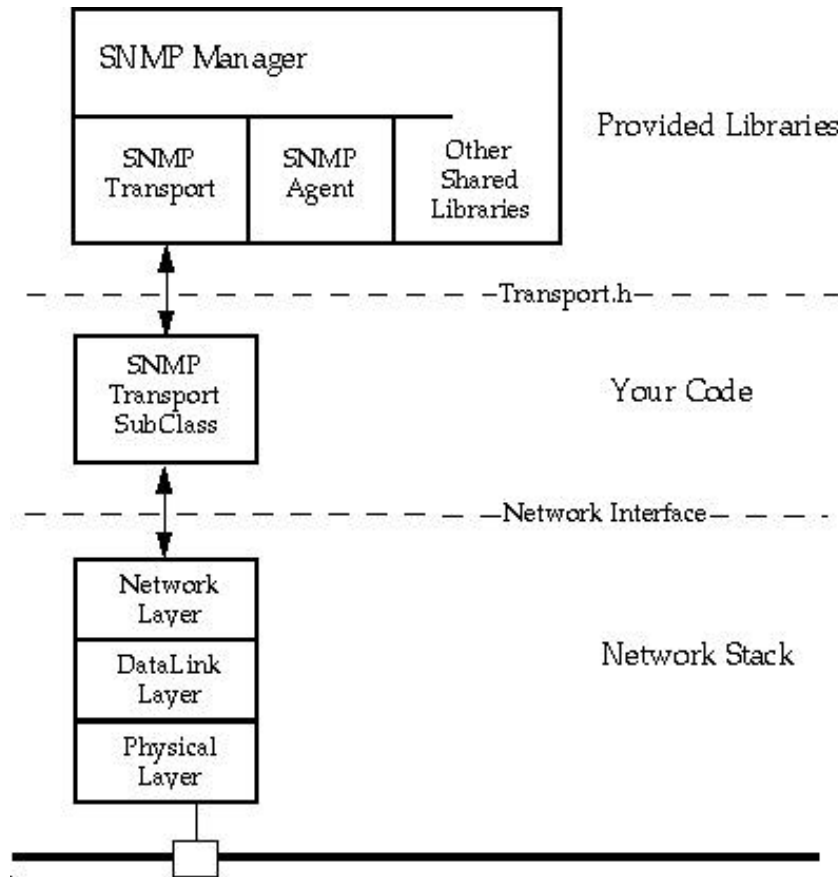 SNMP Manager
SNMP
Transport
SNMP
Agent
Other
Shared
Libraries
Provided Libraries
Transport.h
SNMP
Transport
SubClass
Your Code
Network Interface
Network
Layer
DataLink
Layer
Physical
Layer
Network Stack